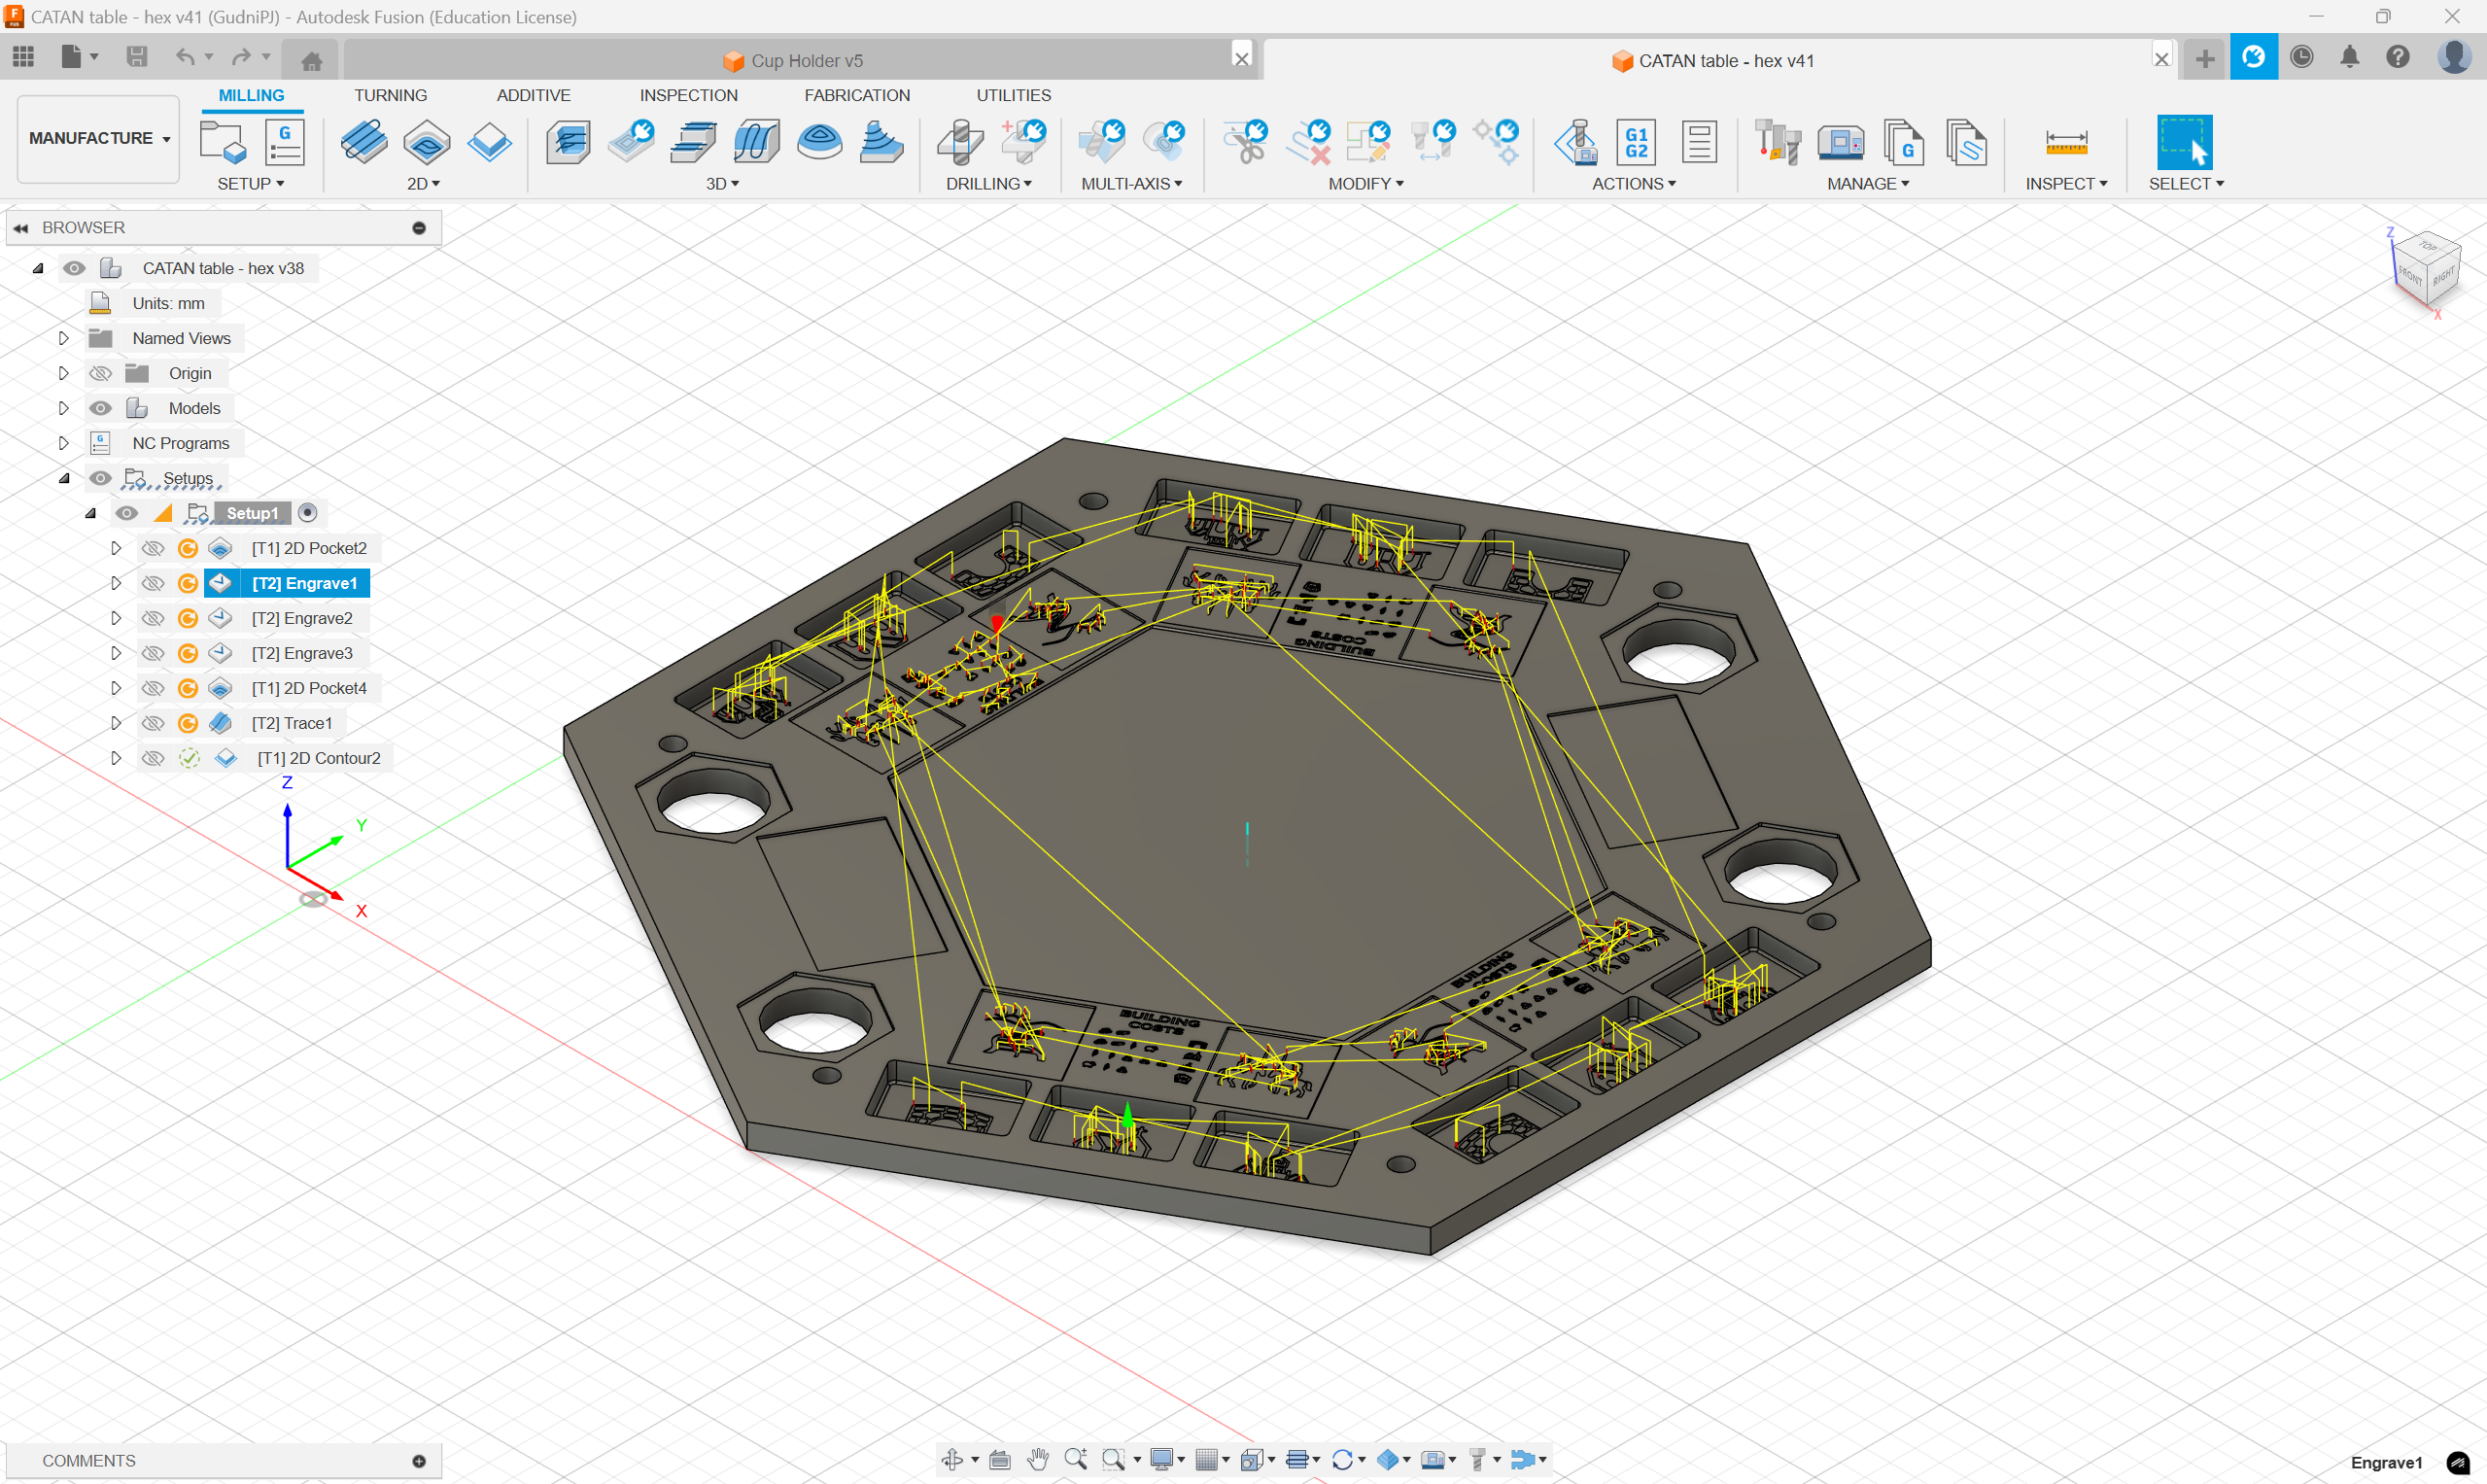 CATAN table - hex v41 (GudniPJ) - Autodesk Fusion (Education License)
Cup Holder v5
CATAN table - hex v41
MANUFACTURE
MILLING TURNING ADDITIVE INSPECTION FABRICATION UTILITIES
G
G1
G2
G
SETUP 2D 3D DRILLING MULTI-AXIS MODIFY ACTIONS MANAGE INSPECT SELECT
BROWSER
CATAN table - hex v38
Units: mm
Named Views
Origin
Models
NC Programs
Setups
Setup1
[T1] 2D Pocket2
[T2] Engrave1
[T2] Engrave2
[T2] Engrave3
[T1] 2D Pocket4
[T2] Trace1
[T1] 2D Contour2
Z
Y
X
Z
TOP
FRONT
RIGHT
X
BUILDING
COSTS
BUILDING
COSTS
BUILDING
COSTS
COMMENTS
Engrave1